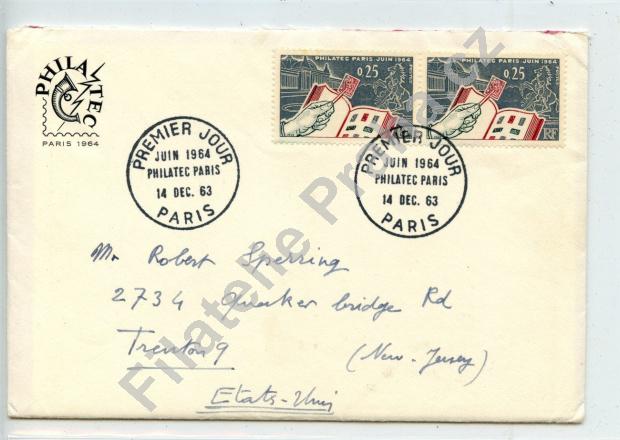 PHILATEC
PARIS 1964
PHILATEC PARIS JUIN 1964
0,25
PHILATEC PARIS JUIN 1964
0,25
RF
PREMIER JOUR
JUIN 1964
PHILATEC PARIS
14 DEC. 63
PARIS
PREMIER JOUR
JUIN 1964
PHILATEC PARIS
14 DEC. 63
PARIS
Mr Robert Sperring
2734 Quaker bridge Rd
Trenton 9 (New-Jersey)
Etats-Unis
Filatelie Praha cz